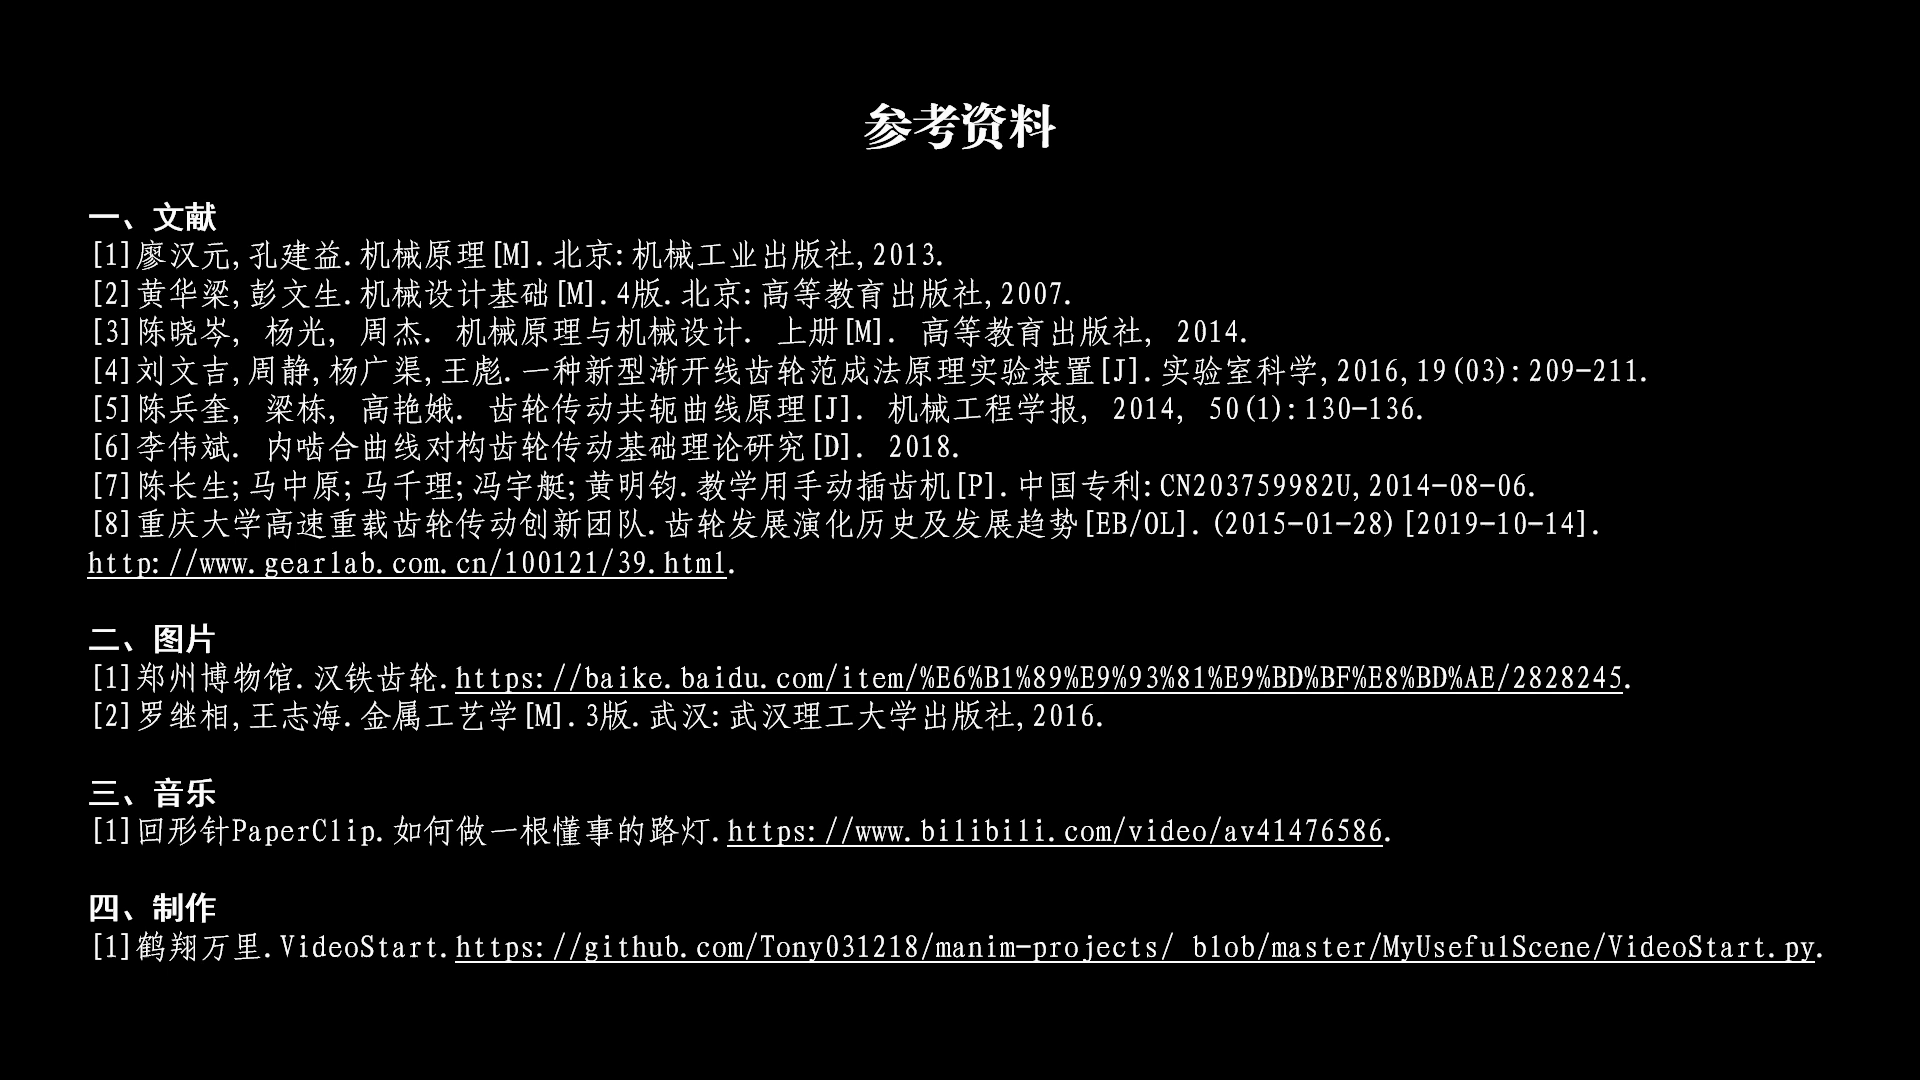 参考资料
一、文献
[1]廖汉元,孔建益.机械原理[M].北京:机械工业出版社,2013.
[2]黄华梁,彭文生.机械设计基础[M].4版.北京:高等教育出版社,2007.
[3]陈晓岑, 杨光, 周杰. 机械原理与机械设计. 上册[M]. 高等教育出版社, 2014.
[4]刘文吉,周静,杨广渠,王彪.一种新型渐开线齿轮范成法原理实验装置[J].实验室科学,2016,19(03):209-211.
[5]陈兵奎, 梁栋, 高艳娥. 齿轮传动共轭曲线原理[J]. 机械工程学报, 2014, 50(1):130-136.
[6]李伟斌. 内啮合曲线对构齿轮传动基础理论研究[D]. 2018.
[7]陈长生;马中原;马千理;冯宇艇;黄明钧.教学用手动插齿机[P].中国专利:CN203759982U,2014-08-06.
[8]重庆大学高速重载齿轮传动创新团队.齿轮发展演化历史及发展趋势[EB/OL].(2015-01-28)[2019-10-14].
http://www.gearlab.com.cn/100121/39.html.
二、图片
[1]郑州博物馆.汉铁齿轮.https://baike.baidu.com/item/%E6%B1%89%E9%93%81%E9%BD%BF%E8%BD%AE/2828245.
[2]罗继相,王志海.金属工艺学[M].3版.武汉:武汉理工大学出版社,2016.
三、音乐
[1]回形针PaperClip.如何做一根懂事的路灯.https://www.bilibili.com/video/av41476586.
四、制作
[1]鹤翔万里.VideoStart.https://github.com/Tony031218/manim-projects/ blob/master/MyUsefulScene/VideoStart.py.